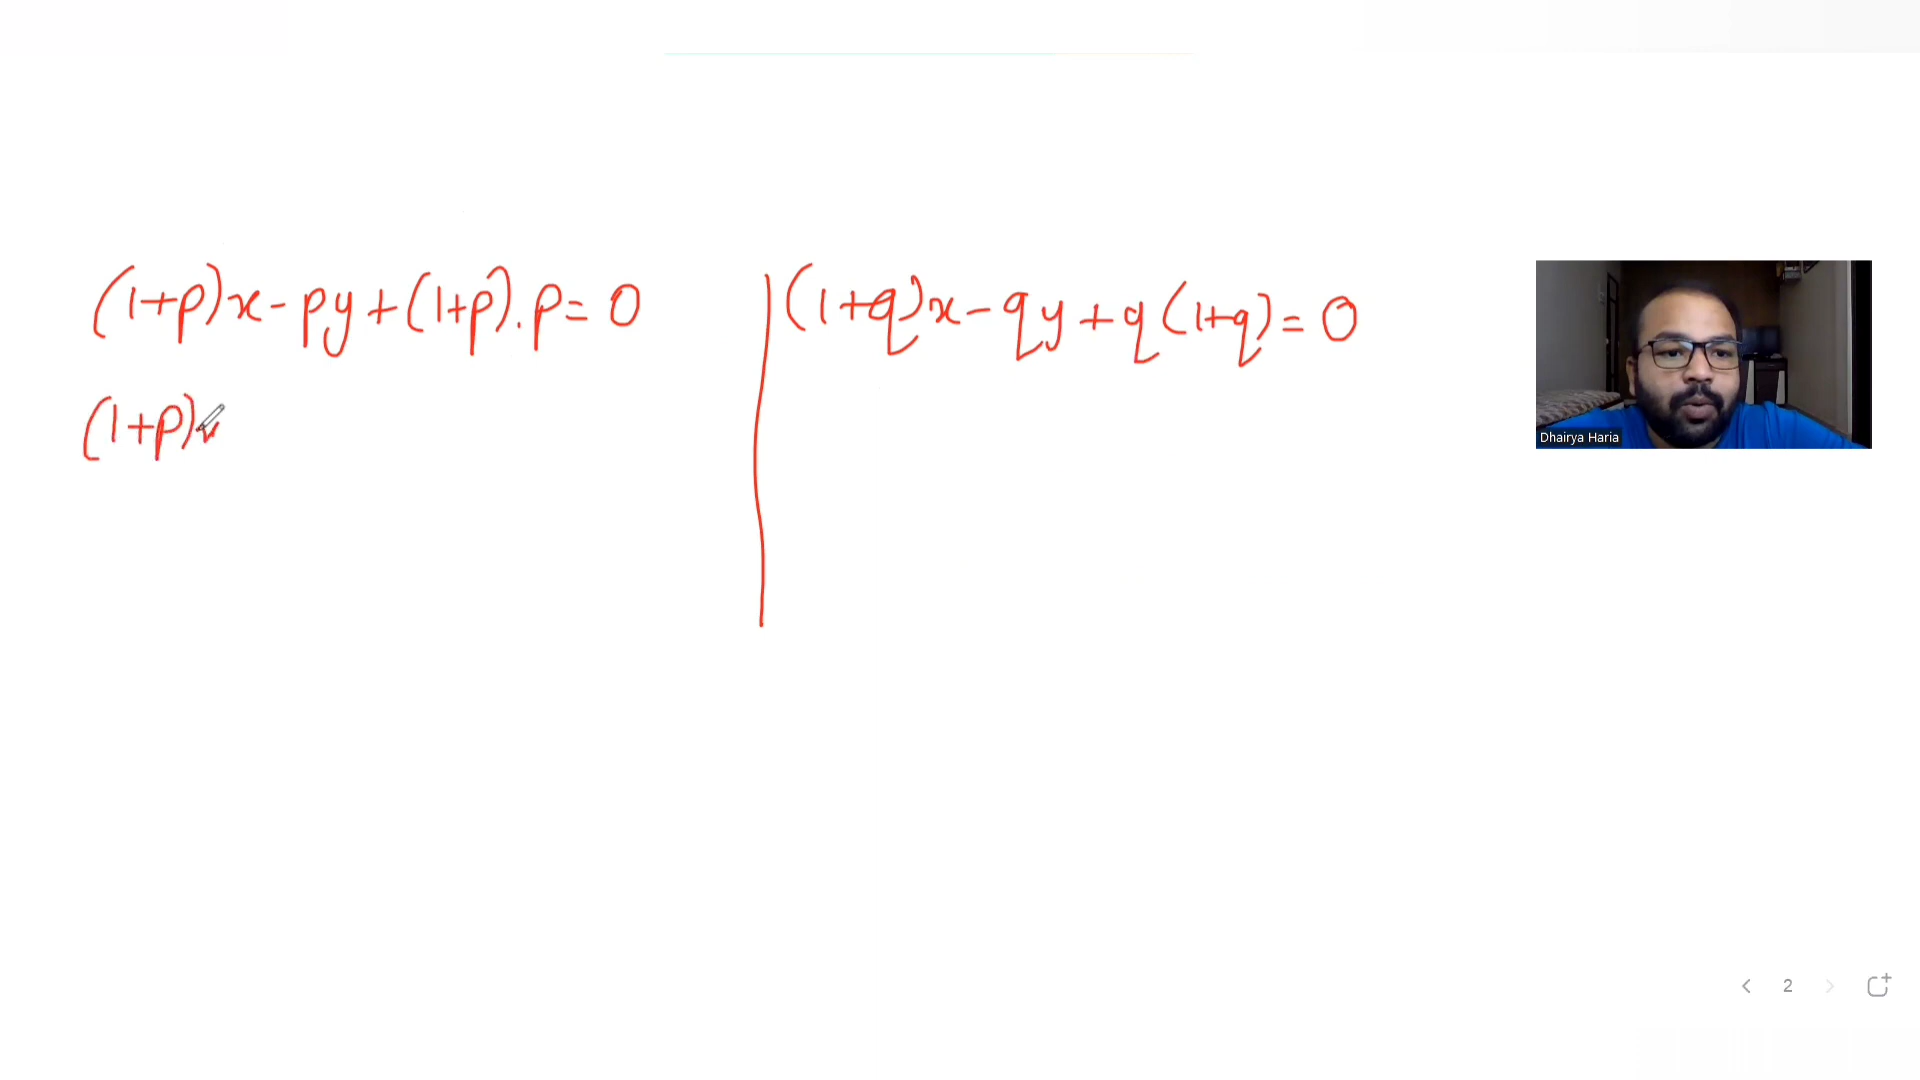 (1+p)x-py+(1+p).p=0
(1+q)x-qy+q(1+q)=0
(1+p)
Dhairya Haria
2